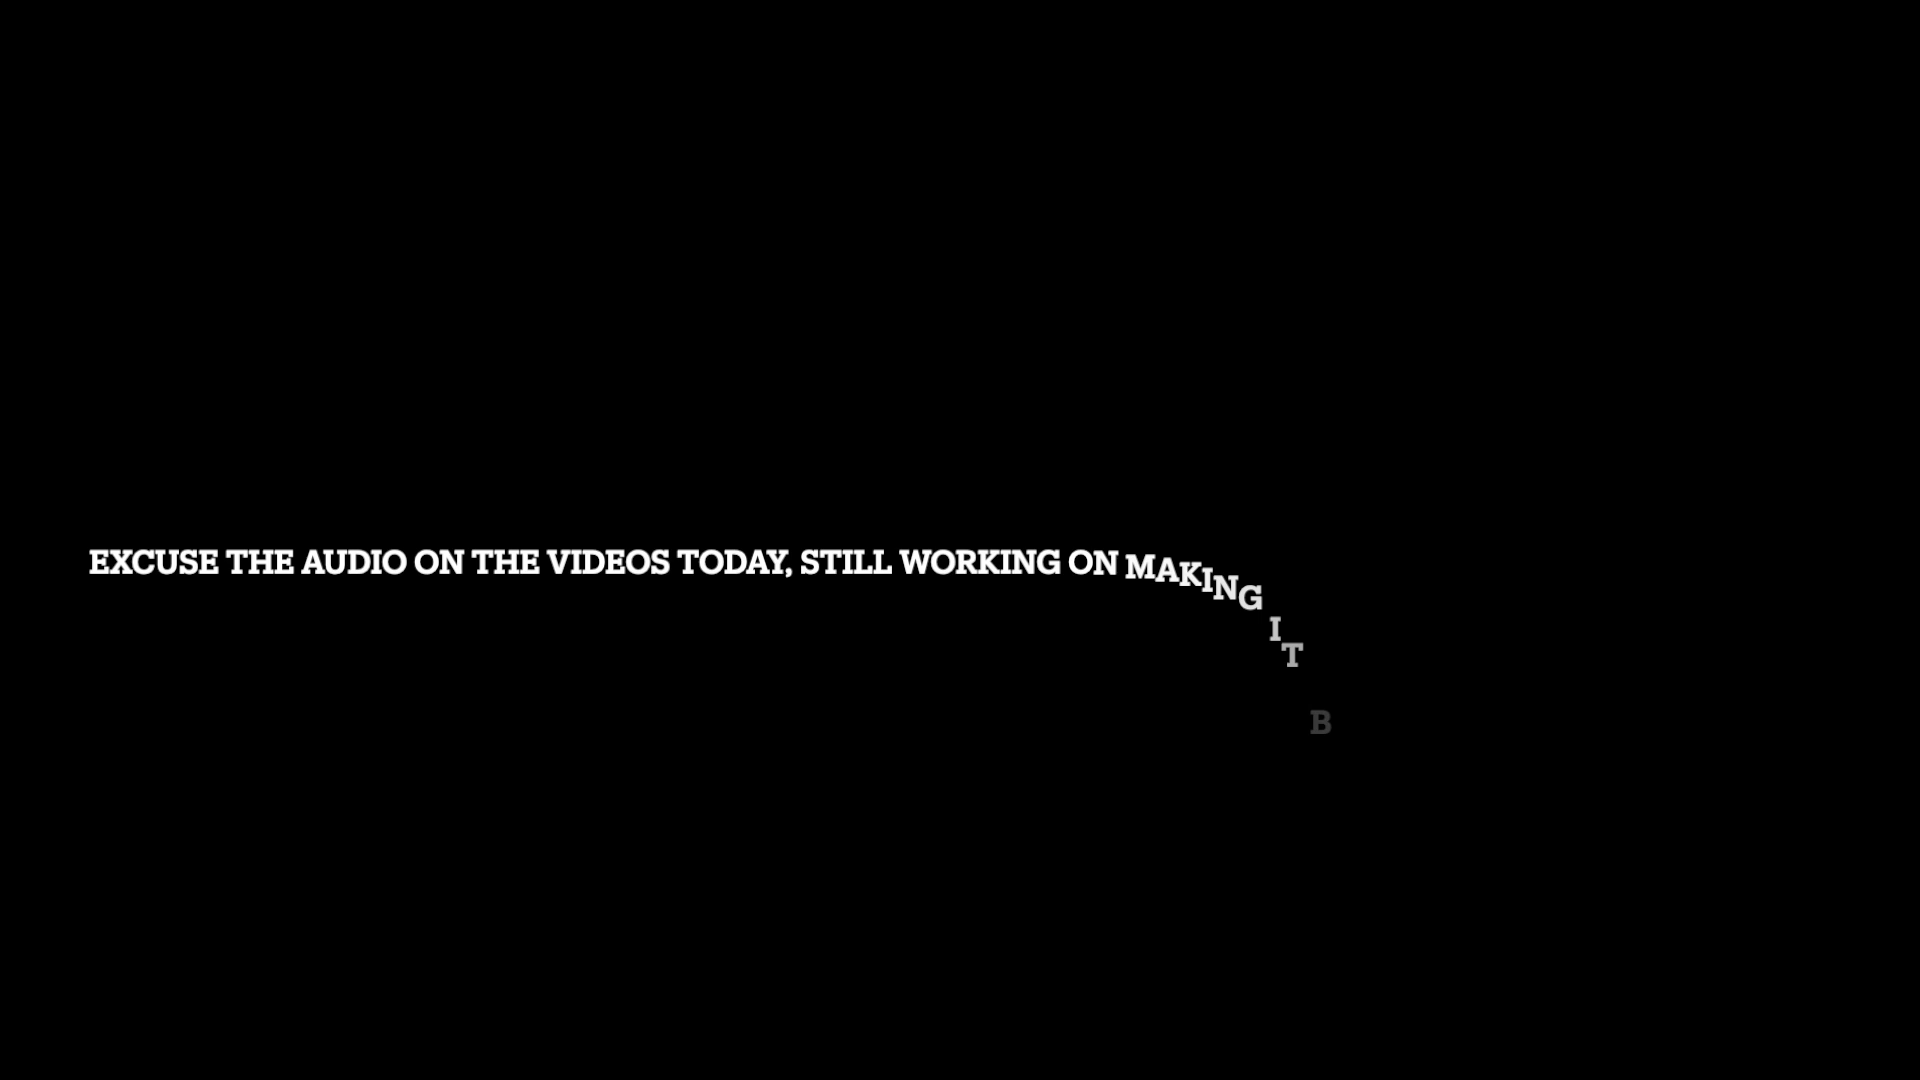 EXCUSE THE AUDIO ON THE VIDEOS TODAY, STILL WORKING ON MAKING IT B